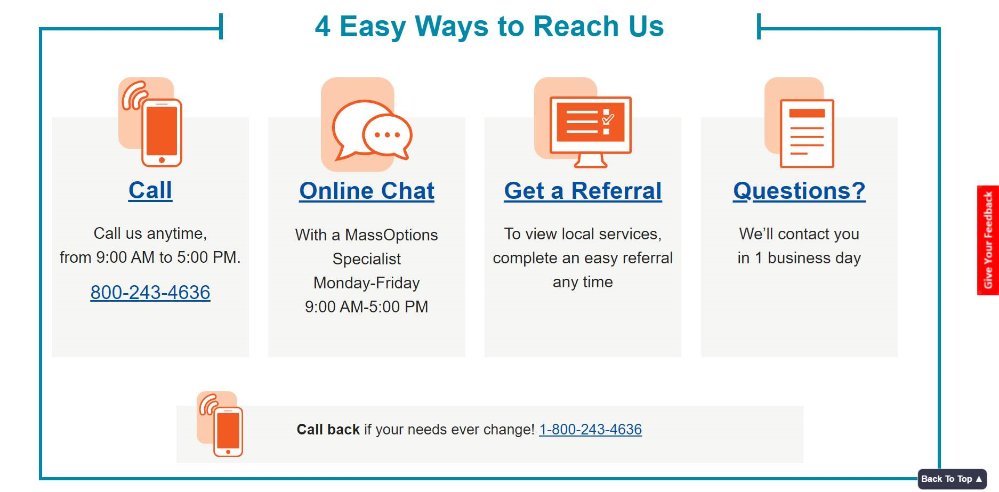 4 Easy Ways to Reach Us
Call
Call us anytime,
from 9:00 AM to 5:00 PM.
800-243-4636
Online Chat
With a MassOptions
Specialist
Monday-Friday
9:00 AM-5:00 PM
Get a Referral
To view local services,
complete an easy referral
any time
Questions?
We’ll contact you
in 1 business day
Give Your Feedback
Call back if your needs ever change! 1-800-243-4636
Back To Top ▲